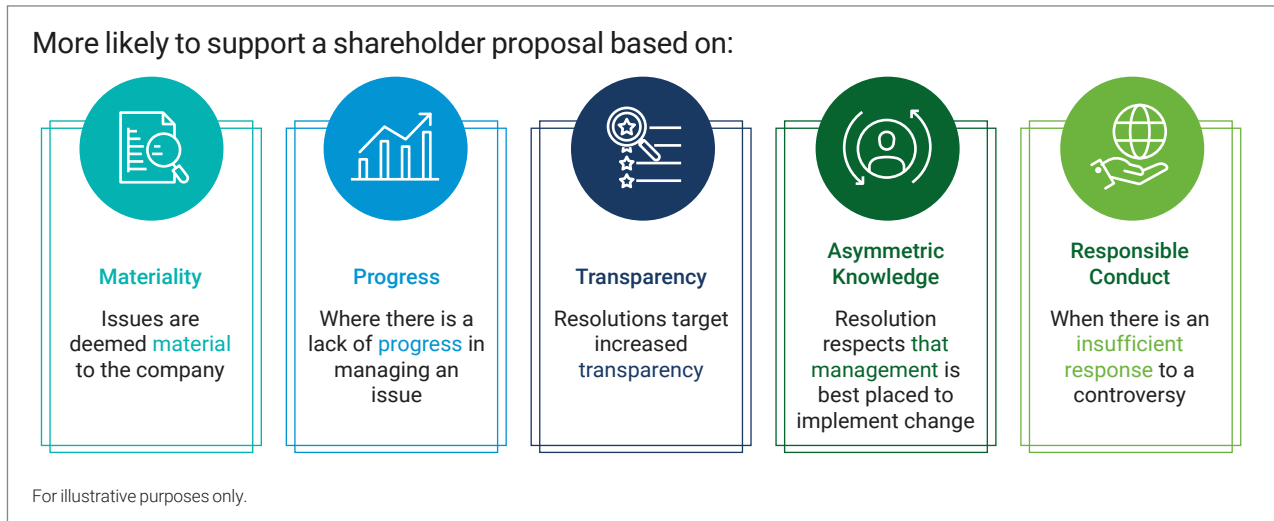 More likely to support a shareholder proposal based on:
Materiality
Issues are
deemed material
to the company
Progress
Where there is a
lack of progress in
managing an
issue
Transparency
Resolutions target
increased
transparency
Asymmetric
Knowledge
Resolution
respects that
management is
best placed to
implement change
Responsible
Conduct
When there is an
insufficient
response to a
controversy
For illustrative purposes only.